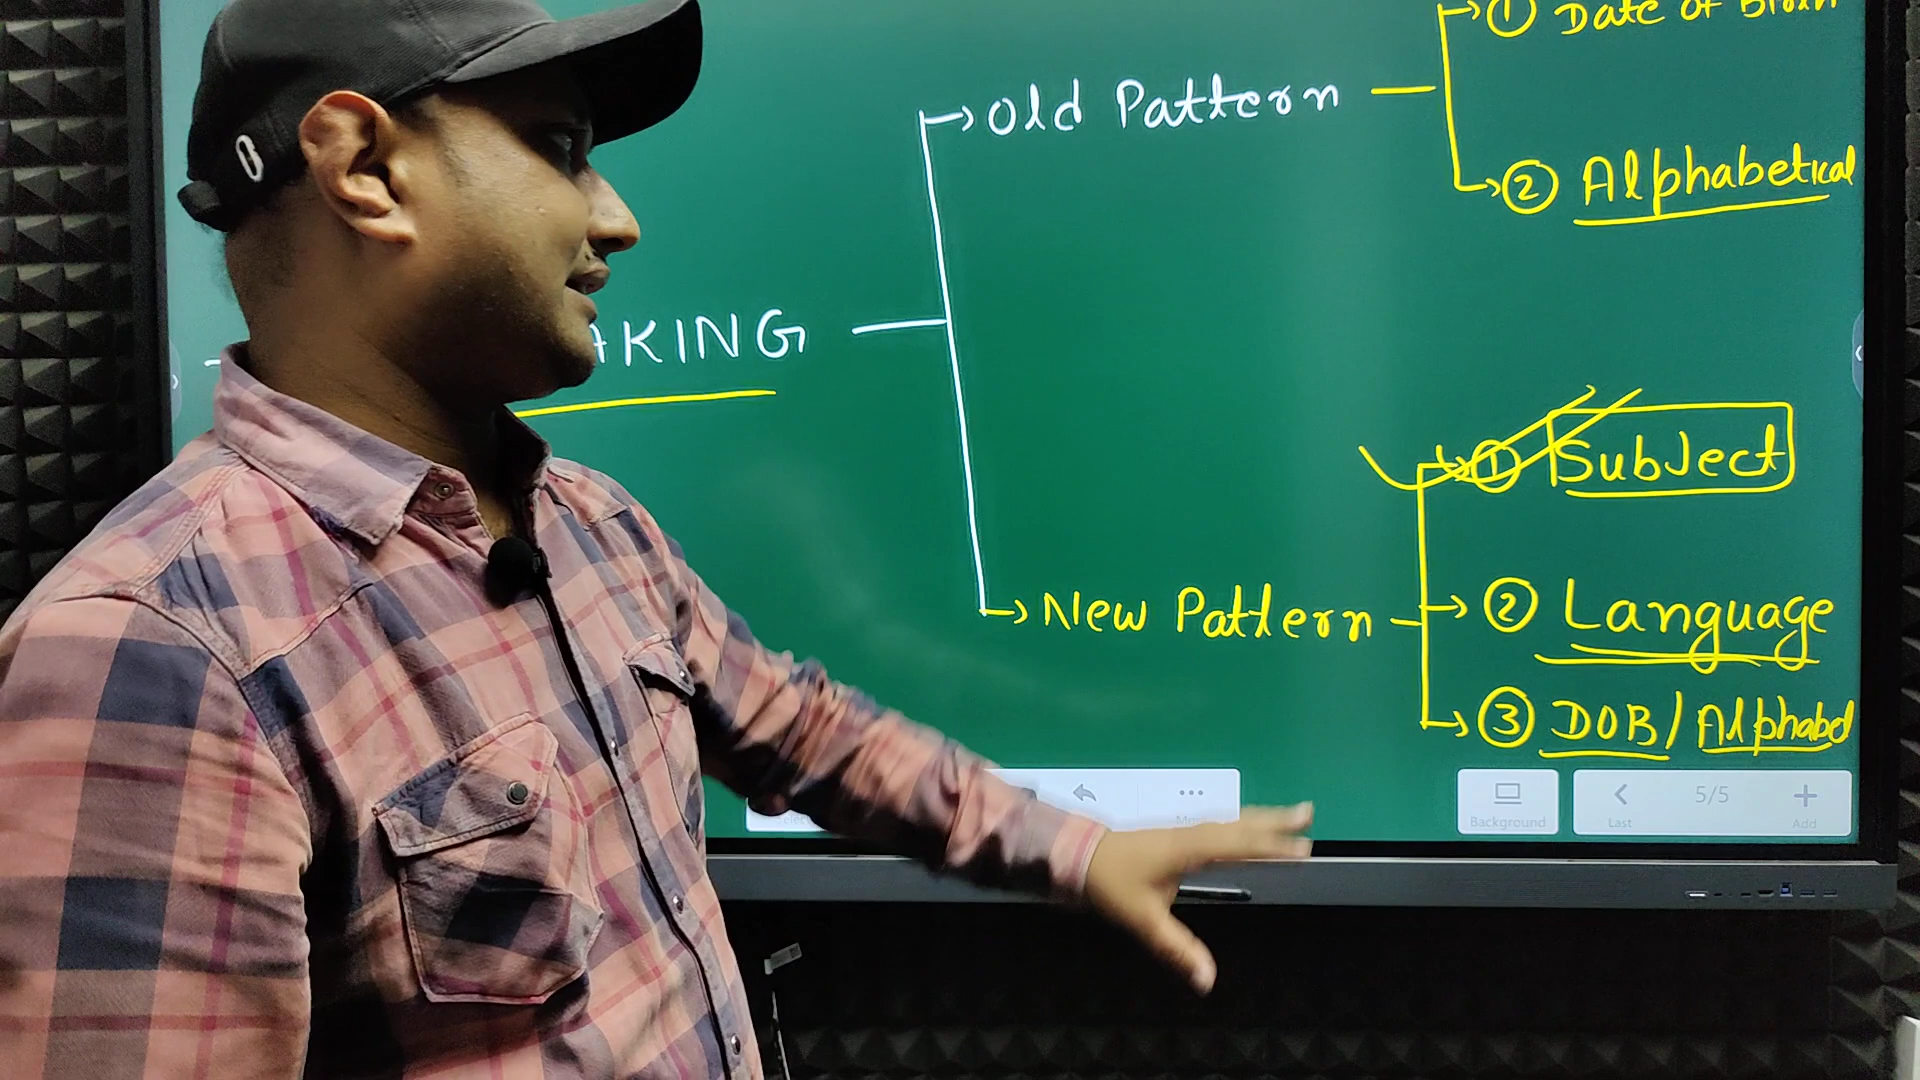 → ① Date of Birth
→ Old Pattern
→ ② Alphabetical
AKING
→ ① Subject
→ New Pattern
→ ② Language
→ ③ DOB / Alphabet
Background
Last
5/5
Add